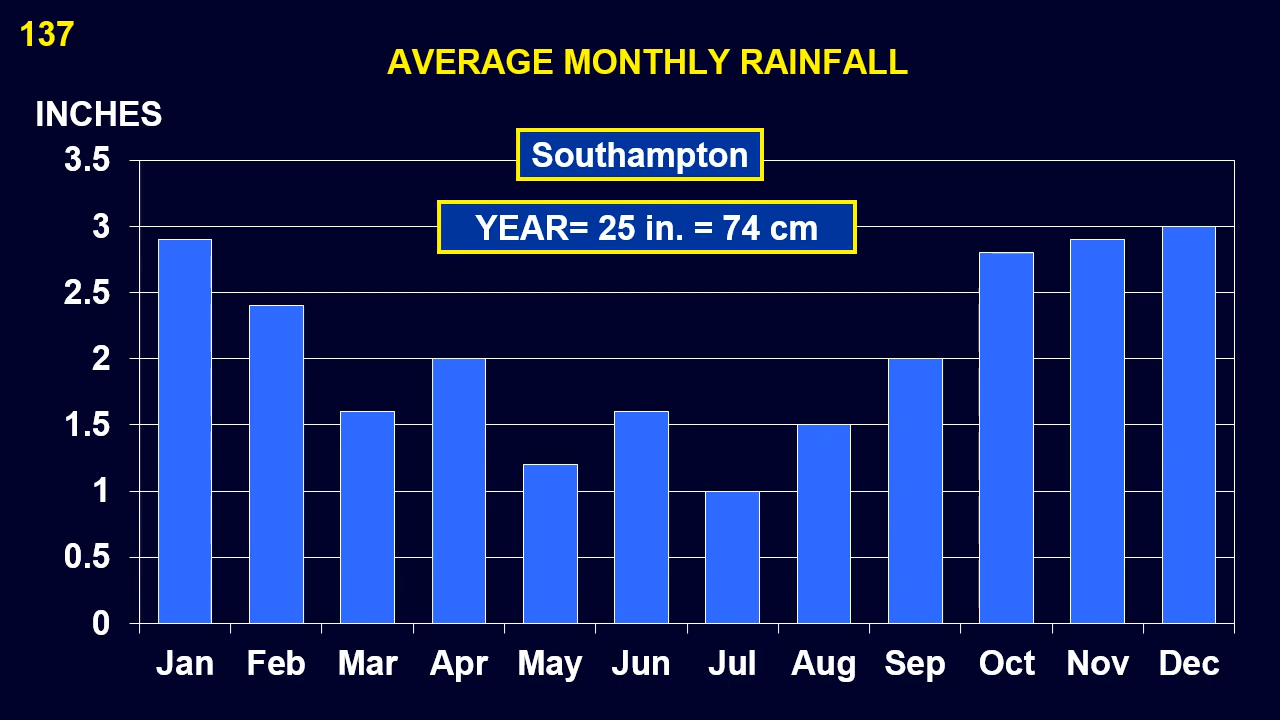 137
AVERAGE MONTHLY RAINFALL
INCHES
Southampton
YEAR= 25 in. = 74 cm
3.5
3
2.5
2
1.5
1
0.5
0
Jan Feb Mar Apr May Jun Jul Aug Sep Oct Nov Dec